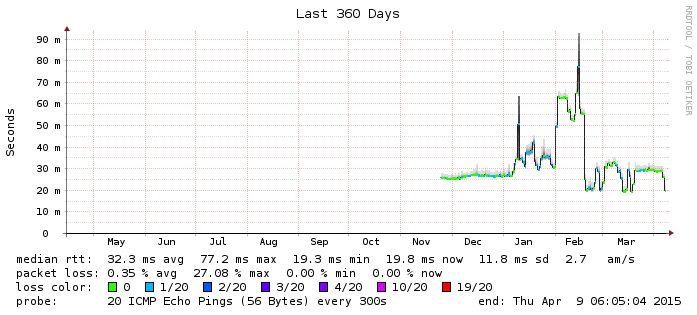 Last 360 Days
RRDTOOL / TOBI OETIKER
Seconds
90 m
80 m
70 m
60 m
50 m
40 m
30 m
20 m
10 m
0
May Jun Jul Aug Sep Oct Nov Dec Jan Feb Mar
median rtt: 32.3 ms avg 77.2 ms max 19.3 ms min 19.8 ms now 11.8 ms sd 2.7 am/s
packet loss: 0.35 % avg 27.08 % max 0.00 % min 0.00 % now
loss color: 0 1/20 2/20 3/20 4/20 10/20 19/20
probe: 20 ICMP Echo Pings (56 Bytes) every 300s end: Thu Apr 9 06:05:04 2015